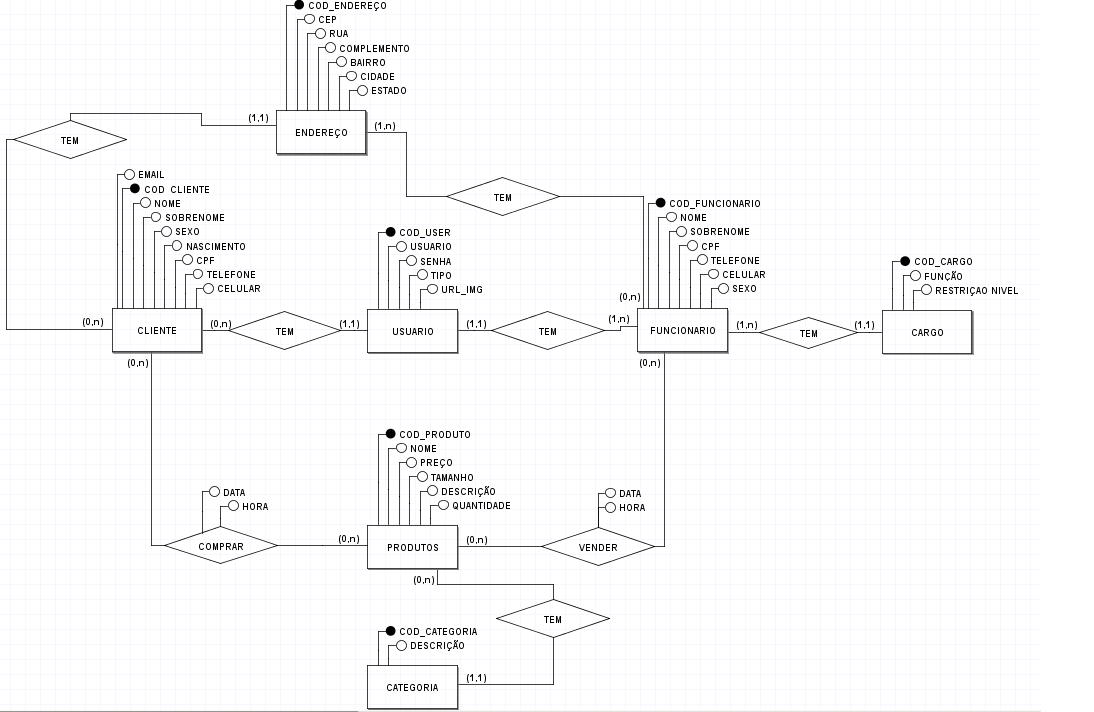 COD_ENDEREÇO
CEP
RUA
COMPLEMENTO
BAIRRO
CIDADE
ESTADO
(1,1)
ENDEREÇO
(1,n)
TEM
TEM
EMAIL
COD_CLIENTE
NOME
SOBRENOME
SEXO
NASCIMENTO
CPF
TELEFONE
CELULAR
(0,n)
CLIENTE
(0,n)
TEM
(1,1)
COD_USER
USUARIO
SENHA
TIPO
URL_IMG
USUARIO
(1,1)
TEM
(1,n)
(0,n)
COD_FUNCIONARIO
NOME
SOBRENOME
CPF
TELEFONE
CELULAR
SEXO
FUNCIONARIO
(1,n)
TEM
(1,1)
COD_CARGO
FUNÇÃO
RESTRIÇAO NIVEL
CARGO
(0,n)
(0,n)
DATA
HORA
COMPRAR
(0,n)
COD_PRODUTO
NOME
PREÇO
TAMANHO
DESCRIÇÃO
QUANTIDADE
PRODUTOS
(0,n)
DATA
HORA
VENDER
(0,n)
TEM
COD_CATEGORIA
DESCRIÇÃO
CATEGORIA
(1,1)